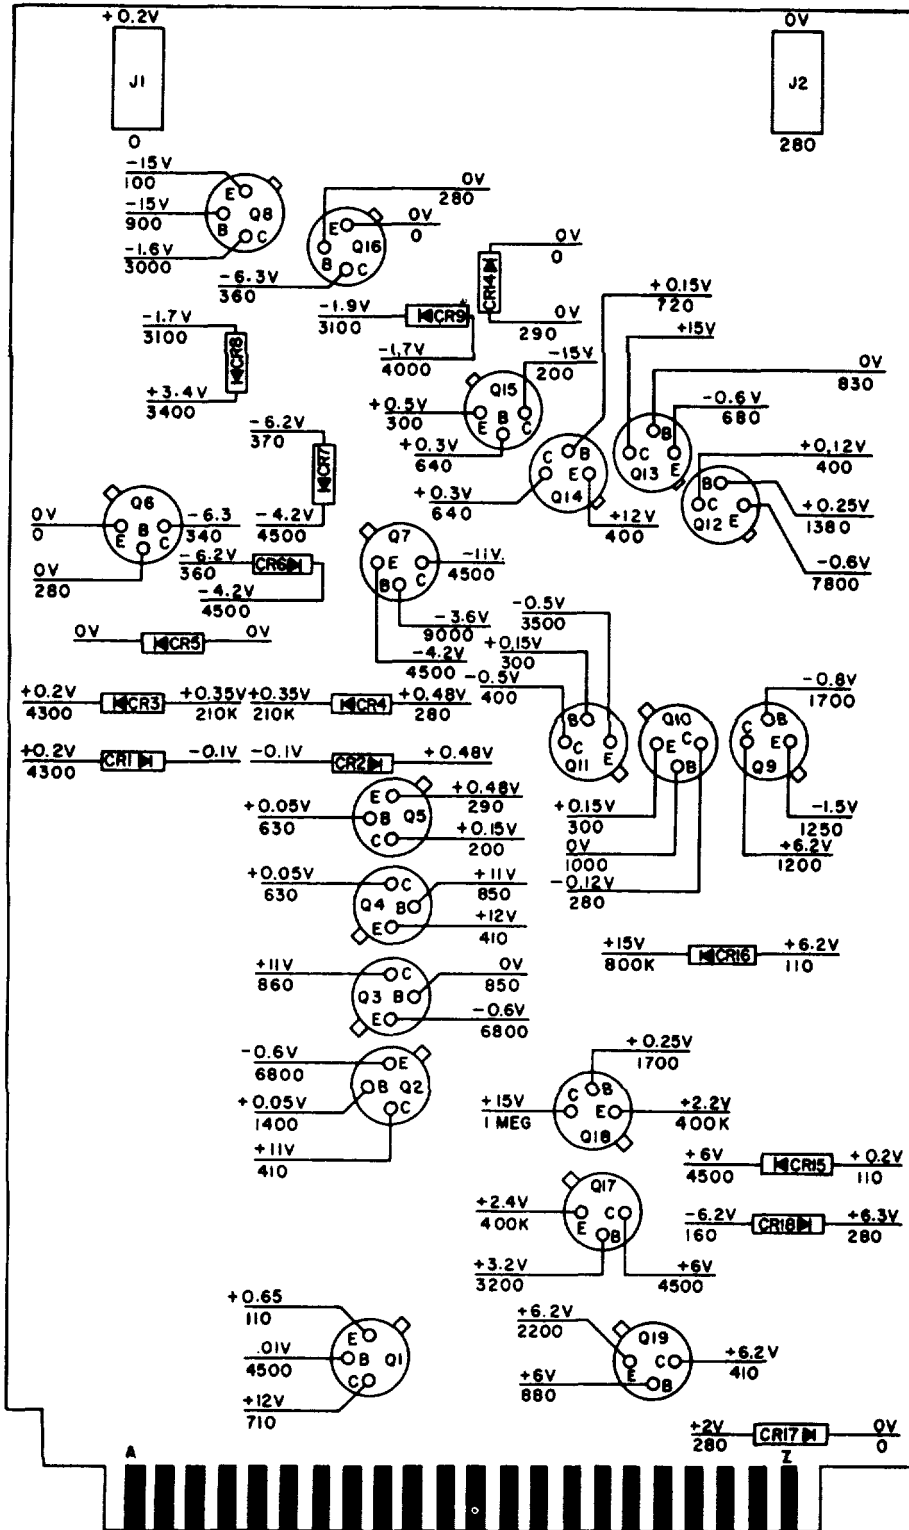 +0.2V
J1
0
0V
J2
280
-15V
100
-15V
900
-1.6V
3000
E
B
C
Q8
0V
280
0V
0
-6.3V
360
E
B
C
Q16
0V
0
CR14
0V
290
-1.9V
3100
CR9
-1,7V
4000
-1.7V
3100
CR8
+3.4V
3400
+0.15V
720
+15V
0V
830
-0.6V
680
-15V
200
Q15
E
B
C
+0.5V
300
+0.3V
640
C
B
E
Q14
+0.3V
640
+12V
400
B
C
E
Q13
+0,12V
400
B
C
E
Q12
+0.25V
1380
-0.6V
7800
-6.2V
370
CR7
-4.2V
4500
Q6
E
B
C
0V
0
-6.3
340
0V
280
-6.2V
360
CR6
-4.2V
4500
Q7
E
B
C
-11V.
4500
-3.6V
9000
-4.2V
4500
0V
CR5
0V
-0.5V
3500
+0.15V
300
-0.5V
400
B
C
E
Q11
Q10
E
C
B
-0.8V
1700
B
C
E
Q9
+0.2V
4300
CR3
+0.35V
210K
+0.35V
210K
CR4
+0.48V
280
+0.2V
4300
CR1
-0.1V
-0.1V
CR2
+0.48V
+0.15V
300
0V
1000
-0.12V
280
-1.5V
1250
+6.2V
1200
+0.05V
630
E
B
C
Q5
+0.48V
290
+0.15V
200
+0.05V
630
C
Q4
B
E
+11V
850
+12V
410
+15V
800K
CR16
+6.2V
110
+11V
860
C
Q3
B
E
0V
850
-0.6V
6800
-0.6V
6800
+0.05V
1400
+11V
410
E
B
C
Q2
+0.25V
1700
+15V
1 MEG
C
B
E
Q18
+2.2V
400K
+6V
4500
CR15
+0.2V
110
Q17
E
C
B
+2.4V
400K
+3.2V
3200
+6V
4500
-6.2V
160
CR18
+6.3V
280
+0.65
110
.01V
4500
+12V
710
E
B
C
Q1
+6.2V
2200
+6V
880
Q19
E
C
B
+6.2V
410
+2V
280
CR17
0V
0
A
Z